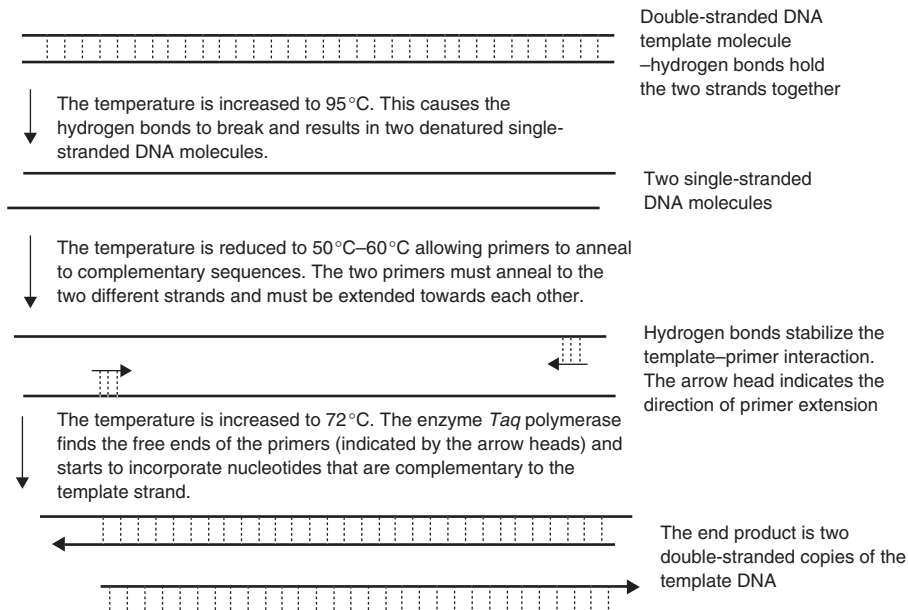 Double-stranded DNA
template molecule
–hydrogen bonds hold
the two strands together
The temperature is increased to 95°C. This causes the
hydrogen bonds to break and results in two denatured single-
stranded DNA molecules.
Two single-stranded
DNA molecules
The temperature is reduced to 50°C–60°C allowing primers to anneal
to complementary sequences. The two primers must anneal to the
two different strands and must be extended towards each other.
Hydrogen bonds stabilize the
template–primer interaction.
The arrow head indicates the
direction of primer extension
The temperature is increased to 72°C. The enzyme Taq polymerase
finds the free ends of the primers (indicated by the arrow heads) and
starts to incorporate nucleotides that are complementary to the
template strand.
The end product is two
double-stranded copies of the
template DNA